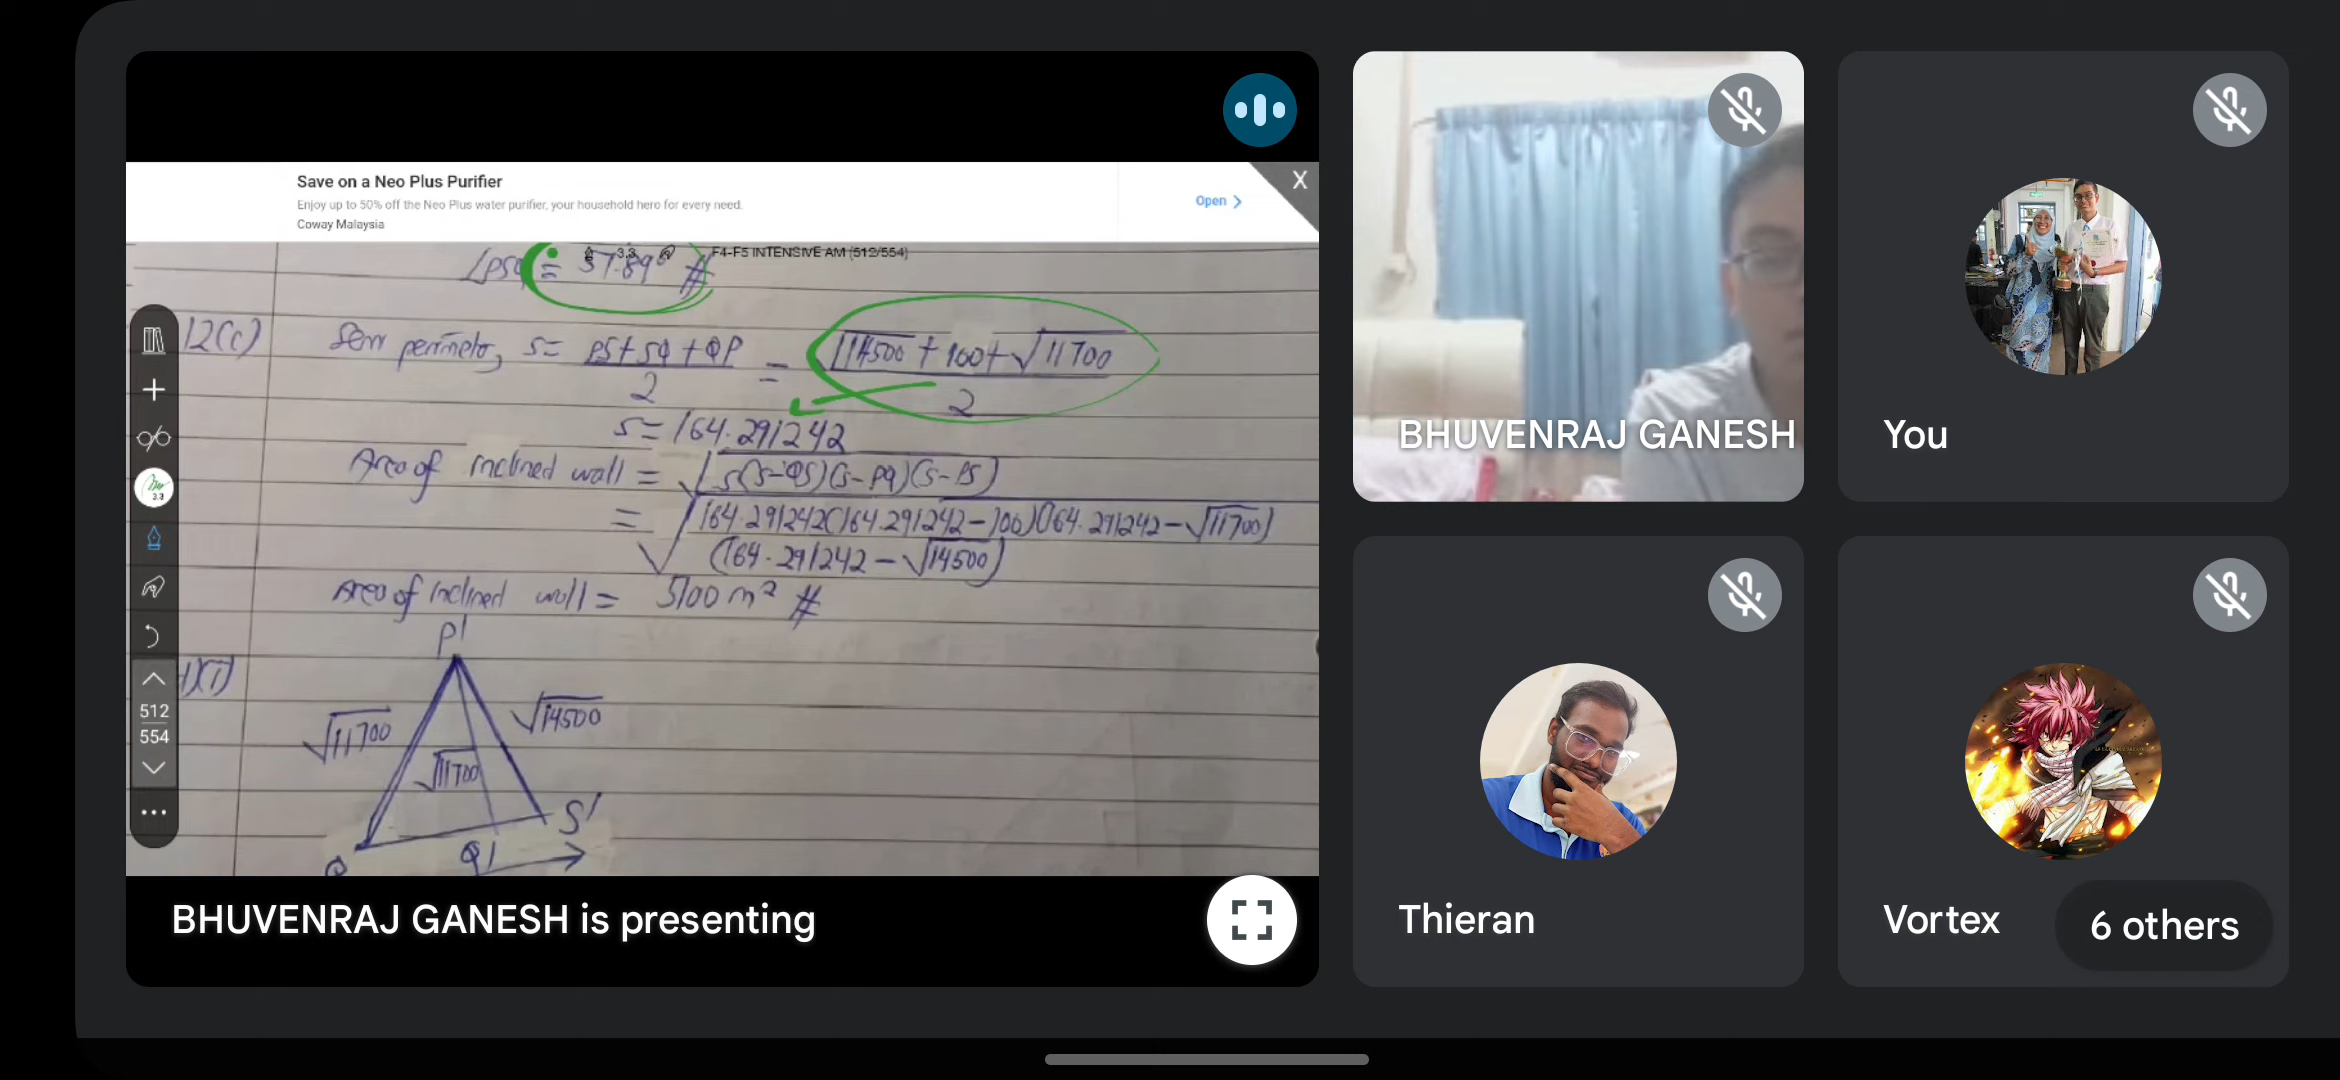 Save on a Neo Plus Purifier
Enjoy up to 50% off the Neo Plus water purifier, your household hero for every need.
Coway Malaysia
Open
X
F4-F5 INTENSIVE AM (512/554)
3.3
∠PSQ = 57.89° #
12(c) Semi perimeter, s = PS + SQ + QP / 2 = √14500 + 100 + √11700 / 2
s = 164.291242
Area of inclined wall = √s(s-QS)(s-PQ)(s-PS)
= √164.291242(164.291242-100)(164.291242-√11700)
(164.291242-√14500)
Area of inclined wall = 5100 m² #
P'
√11700
√14500
√11700
S'
Q'
3.3
512
554
BHUVENRAJ GANESH is presenting
BHUVENRAJ GANESH
You
Thieran
Vortex
6 others